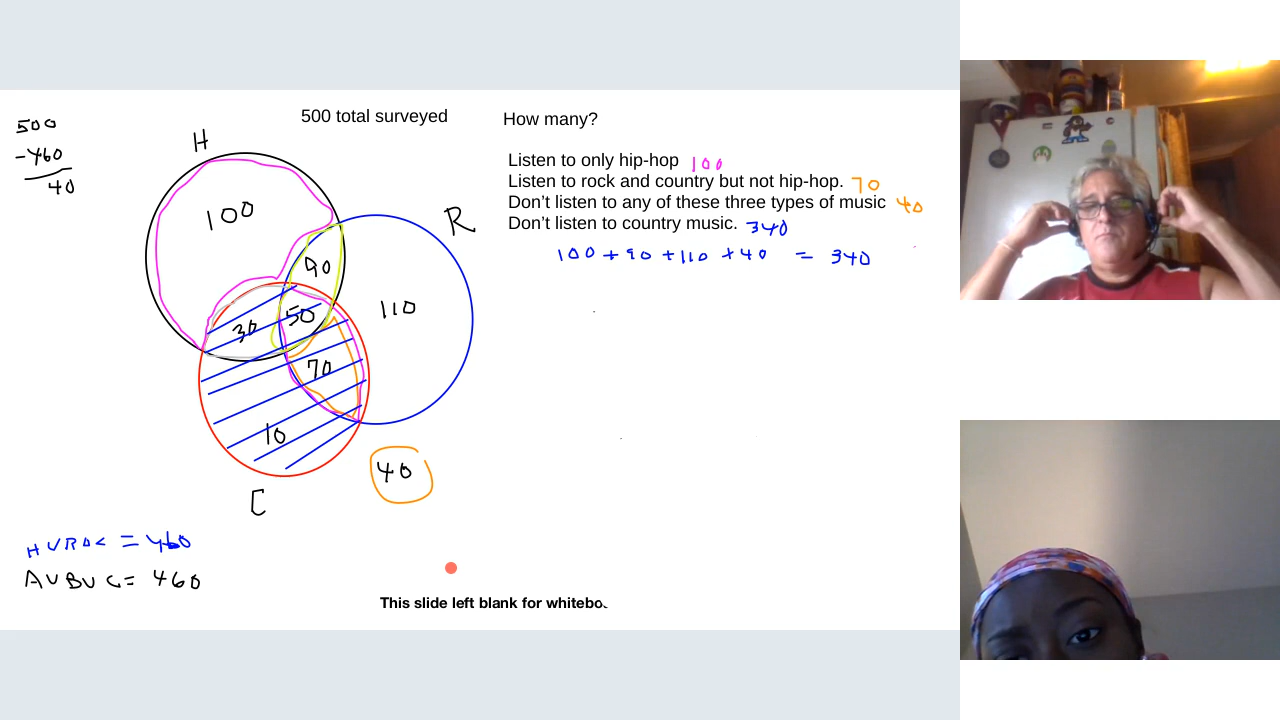 500 total surveyed
How many?
500
-460
40
H
Listen to only hip-hop 100
Listen to rock and country but not hip-hop. 70
Don't listen to any of these three types of music 40
Don't listen to country music. 340
100 + 90 + 110 + 40 = 340
R
100
90
110
30
50
70
10
40
C
= 460
A U B U C = 460
This slide left blank for